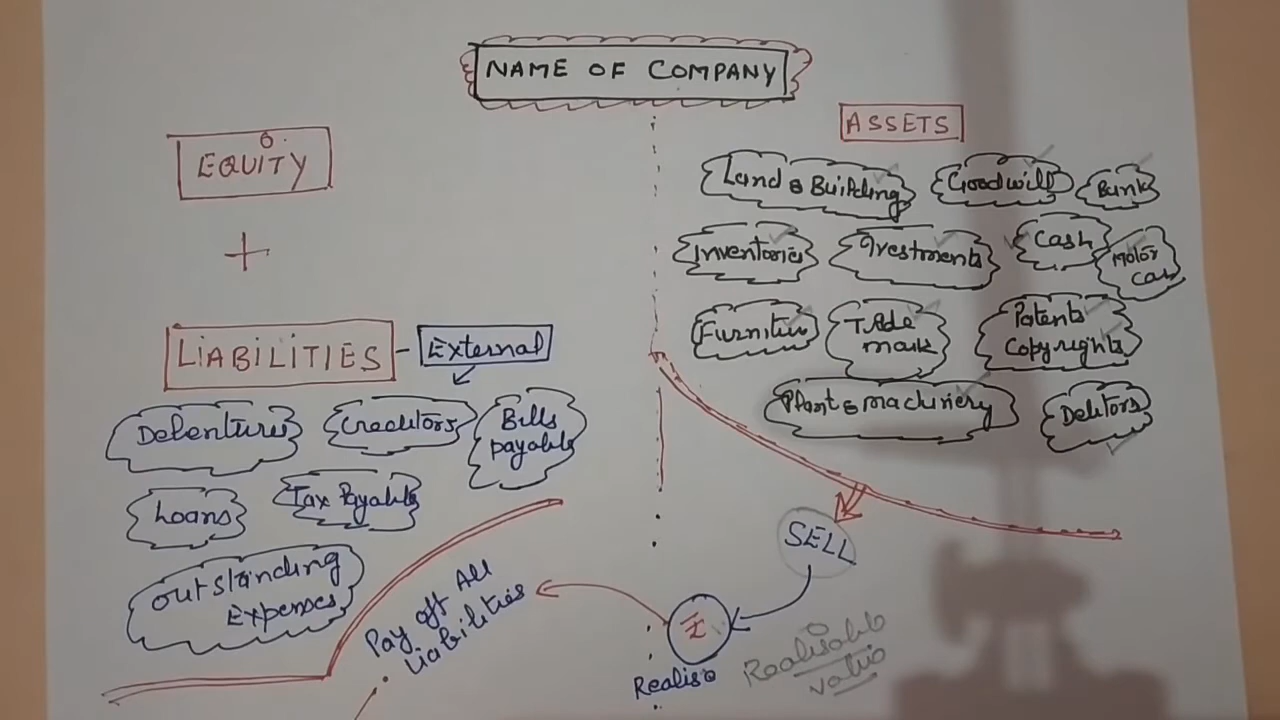 NAME OF COMPANY
EQUITY
+
LIABILITIES - External
Debentures
Creditors
Bills
payable
Loans
Tax Payable
Outstanding
Expenses
Pay off All
Liabilities
ASSETS
Land & Building
Goodwill
Bank
Inventories
Investments
Cash
Motor
Car
Furniture
Trade
mark
Patents
Copyrights
Plant & machinery
Debtors
SELL
₹
Realise
Realisable
value